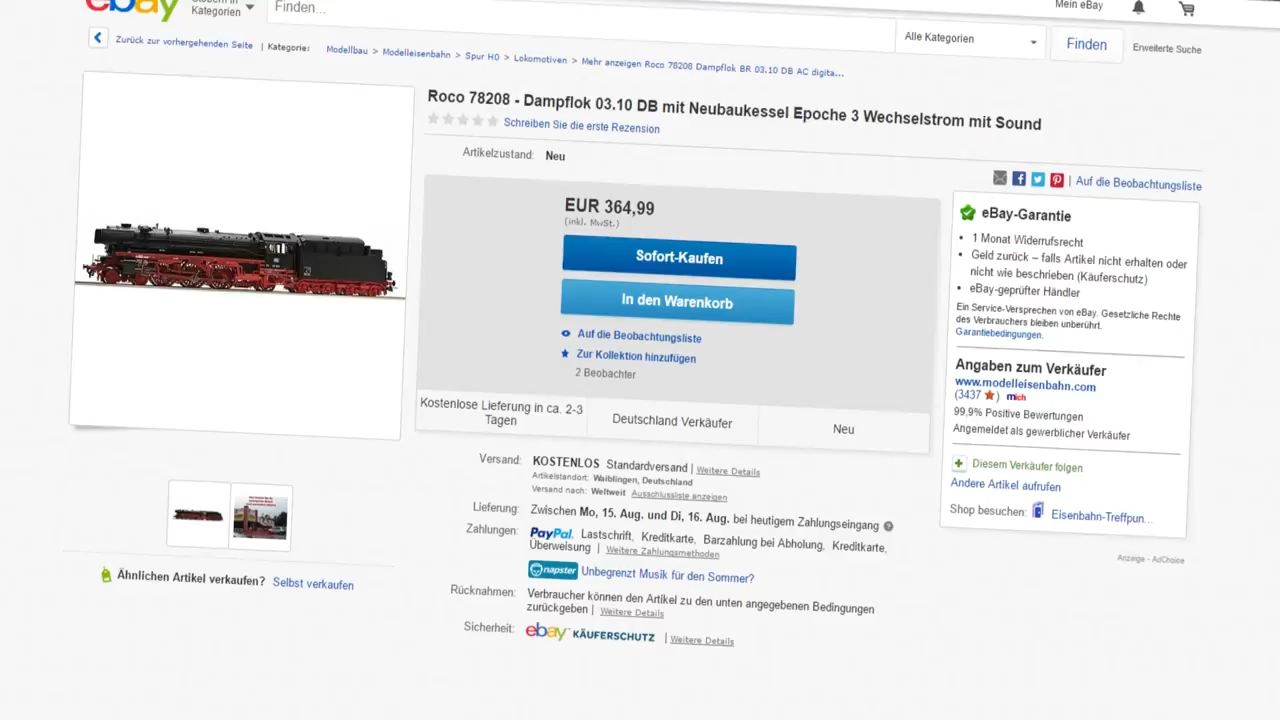 ebay
Kategorien
Finden...
Alle Kategorien
Finden
Erweiterte Suche
Mein eBay
Zurück zur vorhergehenden Seite | Kategorie: Modellbau > Modelleisenbahn > Spur H0 > Lokomotiven > Mehr anzeigen Roco 78208 Dampflok BR 03.10 DB AC digita...
Roco 78208 - Dampflok 03.10 DB mit Neubaukessel Epoche 3 Wechselstrom mit Sound
Schreiben Sie die erste Rezension
Artikelzustand: Neu
| Auf die Beobachtungsliste
EUR 364,99
(inkl. MwSt.)
Sofort-Kaufen
In den Warenkorb
Auf die Beobachtungsliste
Zur Kollektion hinzufügen
2 Beobachter
Kostenlose Lieferung in ca. 2-3
Tagen
Deutschland Verkäufer
Neu
Versand: KOSTENLOS Standardversand | Weitere Details
Artikelstandort: Waiblingen, Deutschland
Versand nach: Weltweit Ausschlussliste anzeigen
Lieferung: Zwischen Mo, 15. Aug. und Di, 16. Aug. bei heutigem Zahlungseingang
Zahlungen: PayPal, Lastschrift, Kreditkarte, Barzahlung bei Abholung, Kreditkarte,
Überweisung | Weitere Zahlungsmethoden
napster Unbegrenzt Musik für den Sommer?
Rücknahmen: Verbraucher können den Artikel zu den unten angegebenen Bedingungen
zurückgeben | Weitere Details
Sicherheit: ebay KÄUFERSCHUTZ | Weitere Details
eBay-Garantie
1 Monat Widerrufsrecht
Geld zurück – falls Artikel nicht erhalten oder
nicht wie beschrieben (Käuferschutz)
eBay-geprüfter Händler
Ein Service-Versprechen von eBay. Gesetzliche Rechte
des Verbrauchers bleiben unberührt.
Garantiebedingungen.
Angaben zum Verkäufer
www.modelleisenbahn.com
(3437 ) mich
99,9% Positive Bewertungen
Angemeldet als gewerblicher Verkäufer
Diesem Verkäufer folgen
Andere Artikel aufrufen
Shop besuchen: Eisenbahn-Treffpun...
Anzeige - AdChoice
Ähnlichen Artikel verkaufen? Selbst verkaufen